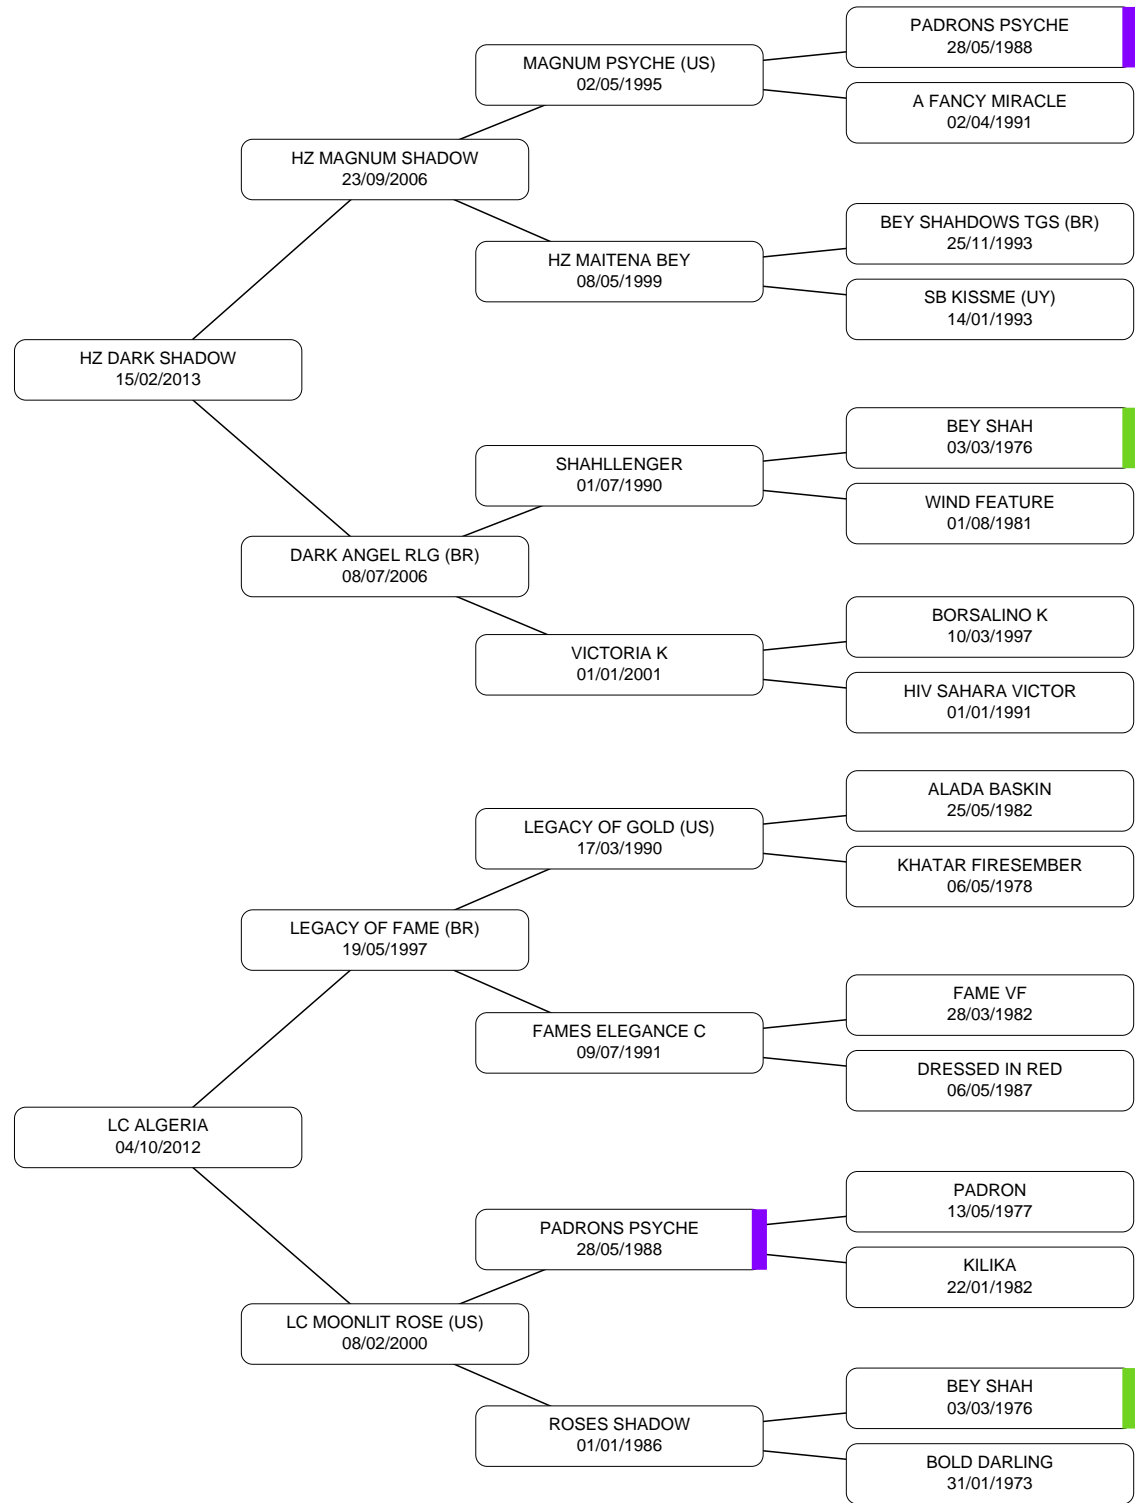 PADRONS PSYCHE
28/05/1988
MAGNUM PSYCHE (US)
02/05/1995
A FANCY MIRACLE
02/04/1991
HZ MAGNUM SHADOW
23/09/2006
BEY SHAHDOWS TGS (BR)
25/11/1993
HZ MAITENA BEY
08/05/1999
SB KISSME (UY)
14/01/1993
HZ DARK SHADOW
15/02/2013
BEY SHAH
03/03/1976
SHAHLLENGER
01/07/1990
WIND FEATURE
01/08/1981
DARK ANGEL RLG (BR)
08/07/2006
BORSALINO K
10/03/1997
VICTORIA K
01/01/2001
HIV SAHARA VICTOR
01/01/1991
ALADA BASKIN
25/05/1982
LEGACY OF GOLD (US)
17/03/1990
KHATAR FIRESEMBER
06/05/1978
LEGACY OF FAME (BR)
19/05/1997
FAME VF
28/03/1982
FAMES ELEGANCE C
09/07/1991
DRESSED IN RED
06/05/1987
LC ALGERIA
04/10/2012
PADRON
13/05/1977
PADRONS PSYCHE
28/05/1988
KILIKA
22/01/1982
LC MOONLIT ROSE (US)
08/02/2000
BEY SHAH
03/03/1976
ROSES SHADOW
01/01/1986
BOLD DARLING
31/01/1973